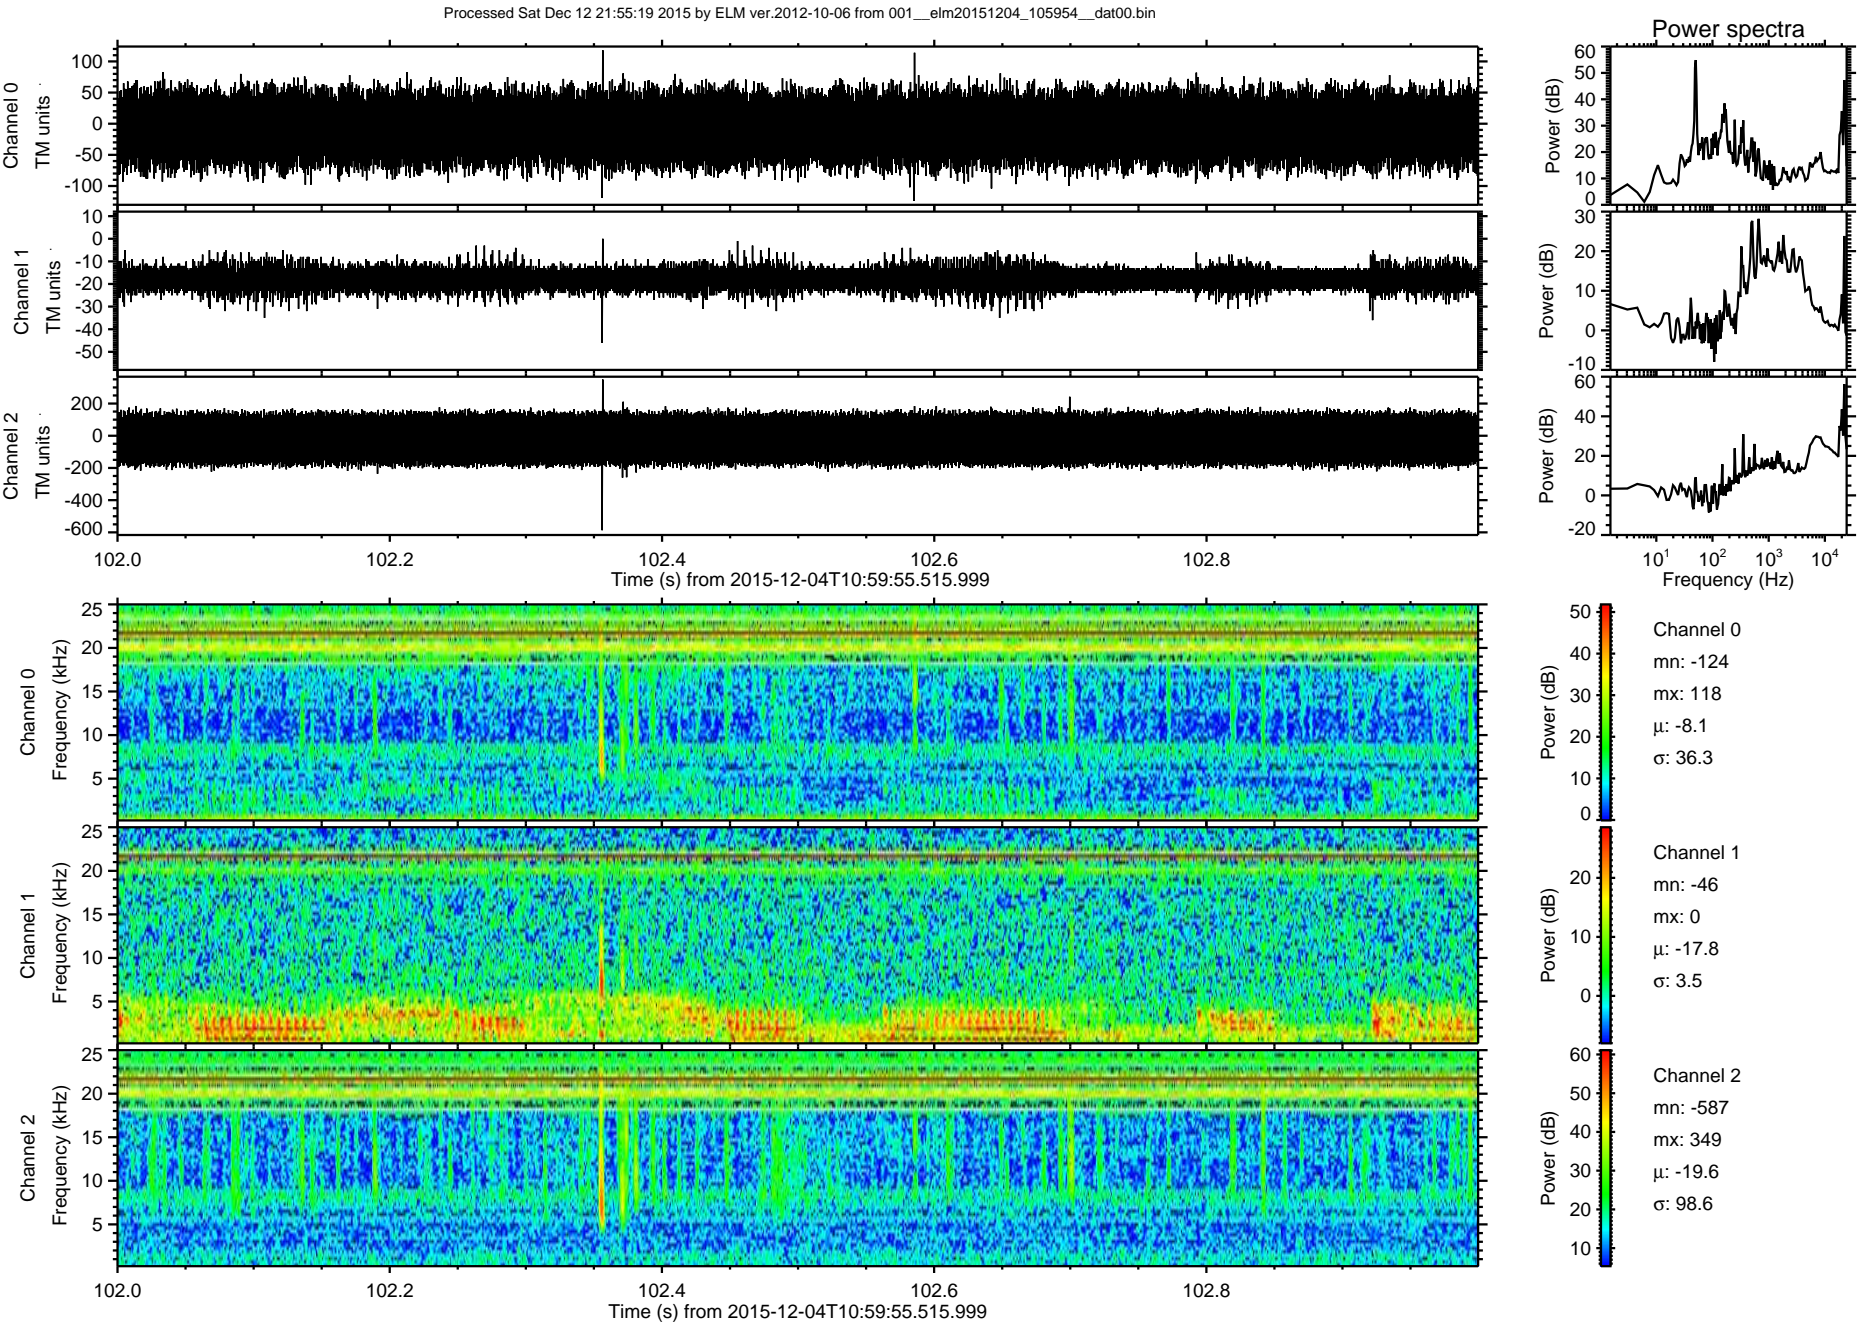 Processed Sat Dec 12 21:55:19 2015 by ELM ver.2012-10-06 from 001__elm20151204_105954__dat00.bin
Power spectra
Channel 0
TM units
100
50
0
-50
-100
Power (dB)
60
50
40
30
20
10
0
Channel 1
TM units
10
0
-10
-20
-30
-40
-50
Power (dB)
30
20
10
0
-10
Channel 2
TM units
200
0
-200
-400
-600
Power (dB)
60
40
20
0
-20
102.0 102.2 102.4 102.6 102.8
Time (s) from 2015-12-04T10:59:55.515.999
10^1 10^2 10^3 10^4
Frequency (Hz)
Channel 0
Frequency (kHz)
25
20
15
10
5
Power (dB)
50
40
30
20
10
0
Channel 0
mn: -124
mx: 118
μ: -8.1
σ: 36.3
Channel 1
Frequency (kHz)
25
20
15
10
5
Power (dB)
20
10
0
Channel 1
mn: -46
mx: 0
μ: -17.8
σ: 3.5
Channel 2
Frequency (kHz)
25
20
15
10
5
Power (dB)
60
50
40
30
20
10
Channel 2
mn: -587
mx: 349
μ: -19.6
σ: 98.6
102.0 102.2 102.4 102.6 102.8
Time (s) from 2015-12-04T10:59:55.515.999